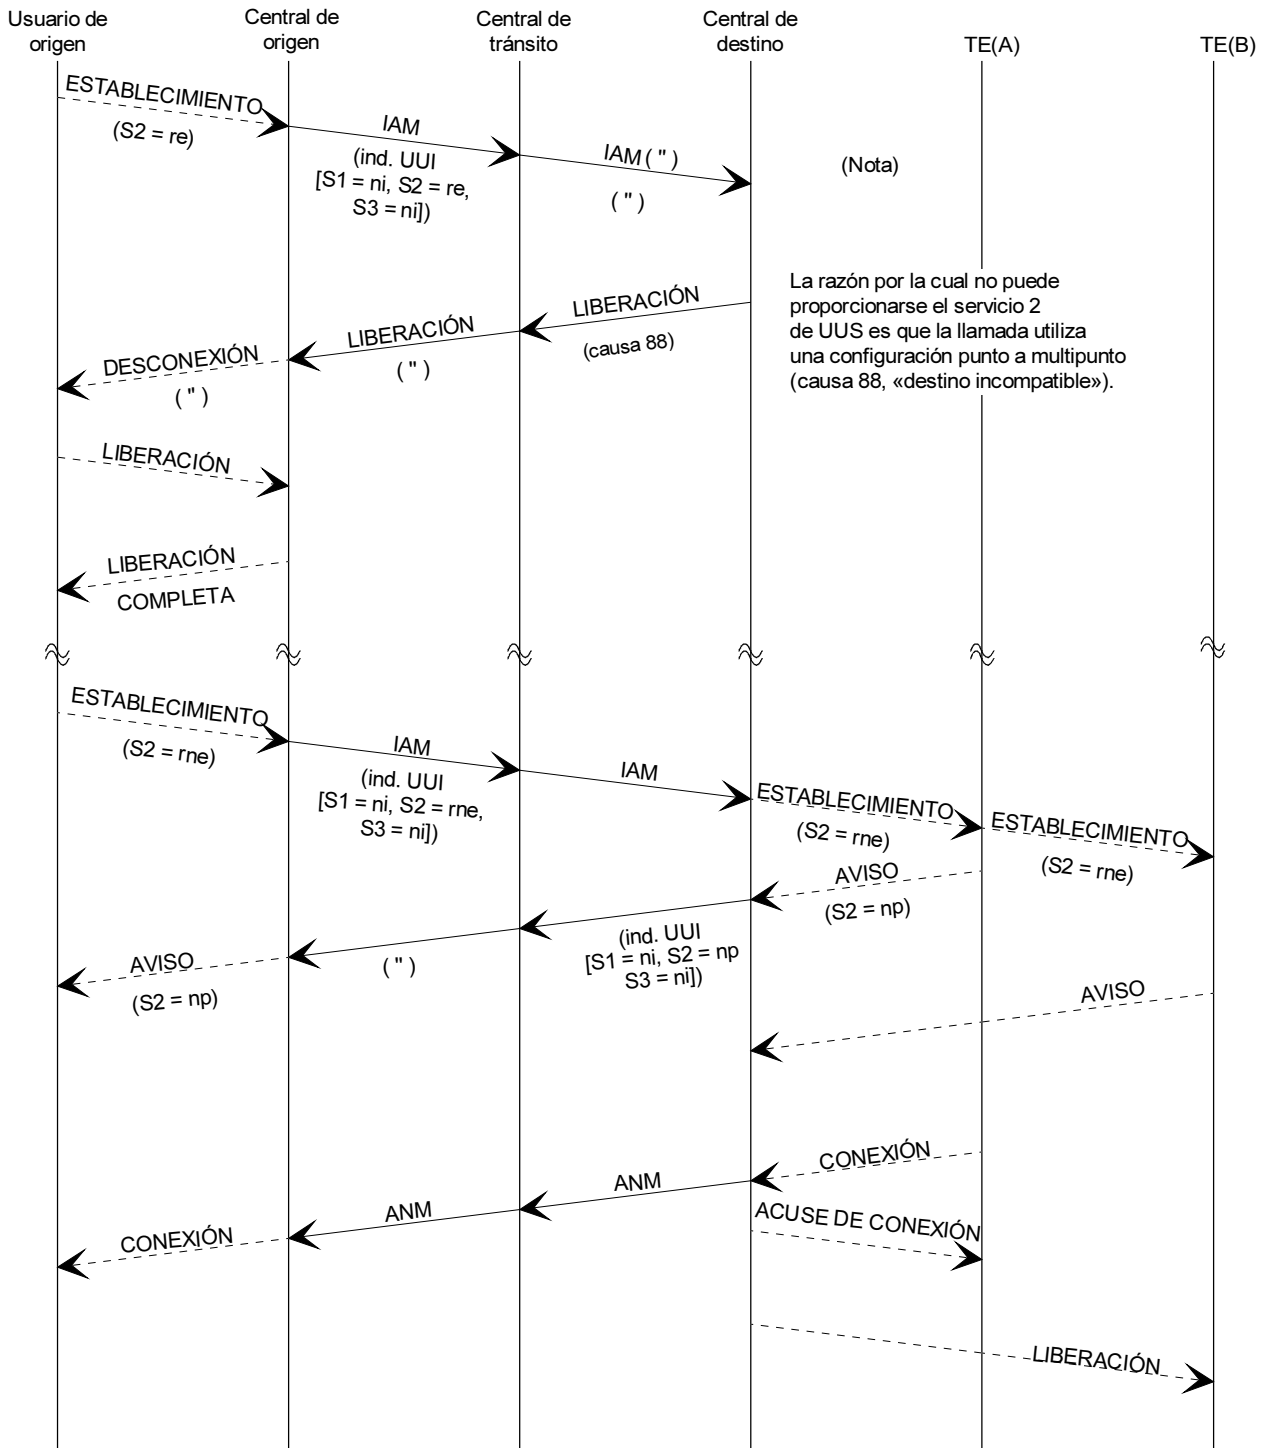 Usuario de
origen
Central de
origen
Central de
tránsito
Central de
destino
TE(A)
TE(B)
ESTABLECIMIENTO
(S2 = re)
IAM
(ind. UUI
[S1 = ni, S2 = re,
S3 = ni])
IAM ( " )
( " )
(Nota)
La razón por la cual no puede
proporcionarse el servicio 2
de UUS es que la llamada utiliza
una configuración punto a multipunto
(causa 88, «destino incompatible»).
LIBERACIÓN
(causa 88)
LIBERACIÓN
( " )
DESCONEXIÓN
( " )
LIBERACIÓN
LIBERACIÓN
COMPLETA
ESTABLECIMIENTO
(S2 = rne)
IAM
(ind. UUI
[S1 = ni, S2 = rne,
S3 = ni])
IAM
ESTABLECIMIENTO
(S2 = rne)
ESTABLECIMIENTO
(S2 = rne)
AVISO
(S2 = np)
(ind. UUI
[S1 = ni, S2 = np
S3 = ni])
( " )
AVISO
(S2 = np)
AVISO
CONEXIÓN
ANM
ANM
CONEXIÓN
ACUSE DE CONEXIÓN
LIBERACIÓN